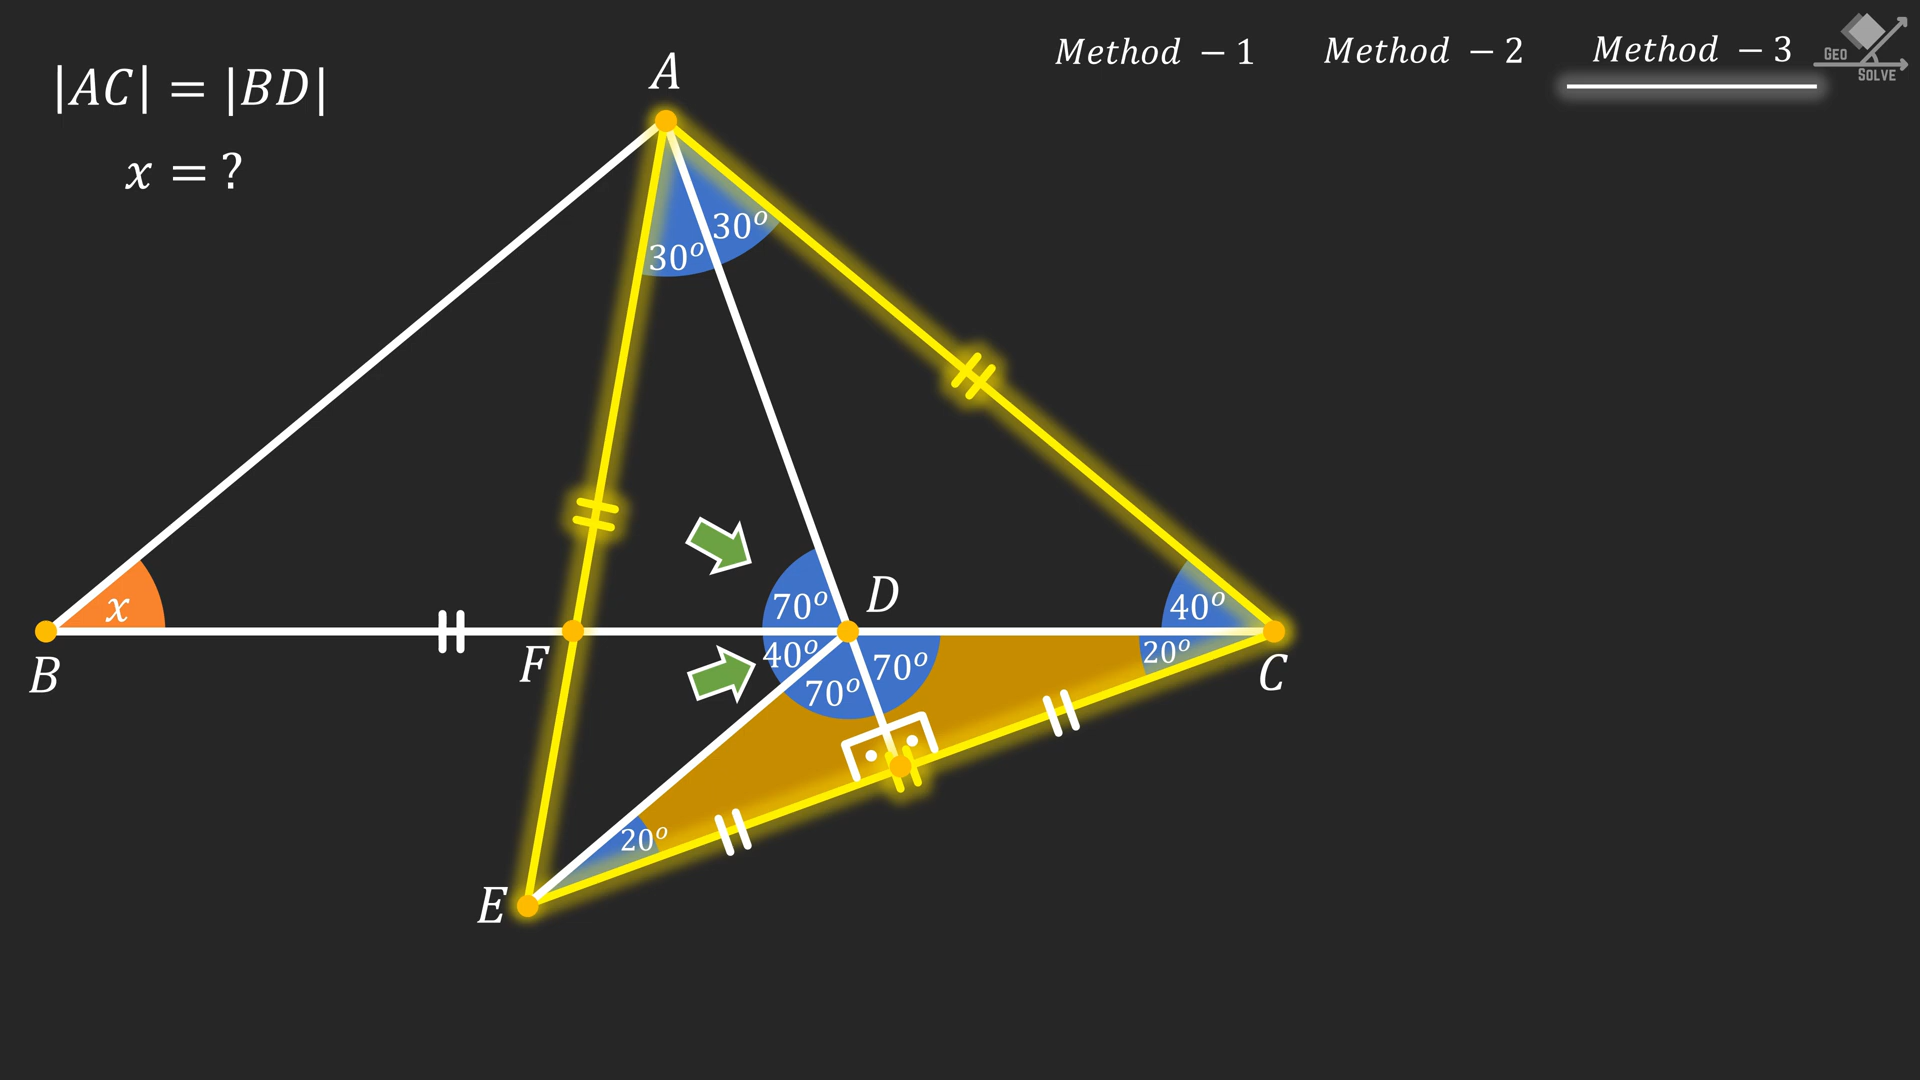 |AC| = |BD|
x = ?
Method - 1
Method - 2
Method - 3
GEO
SOLVE
A
30°
30°
x
70°
D
40°
B
F
40°
70°
70°
20°
C
20°
E